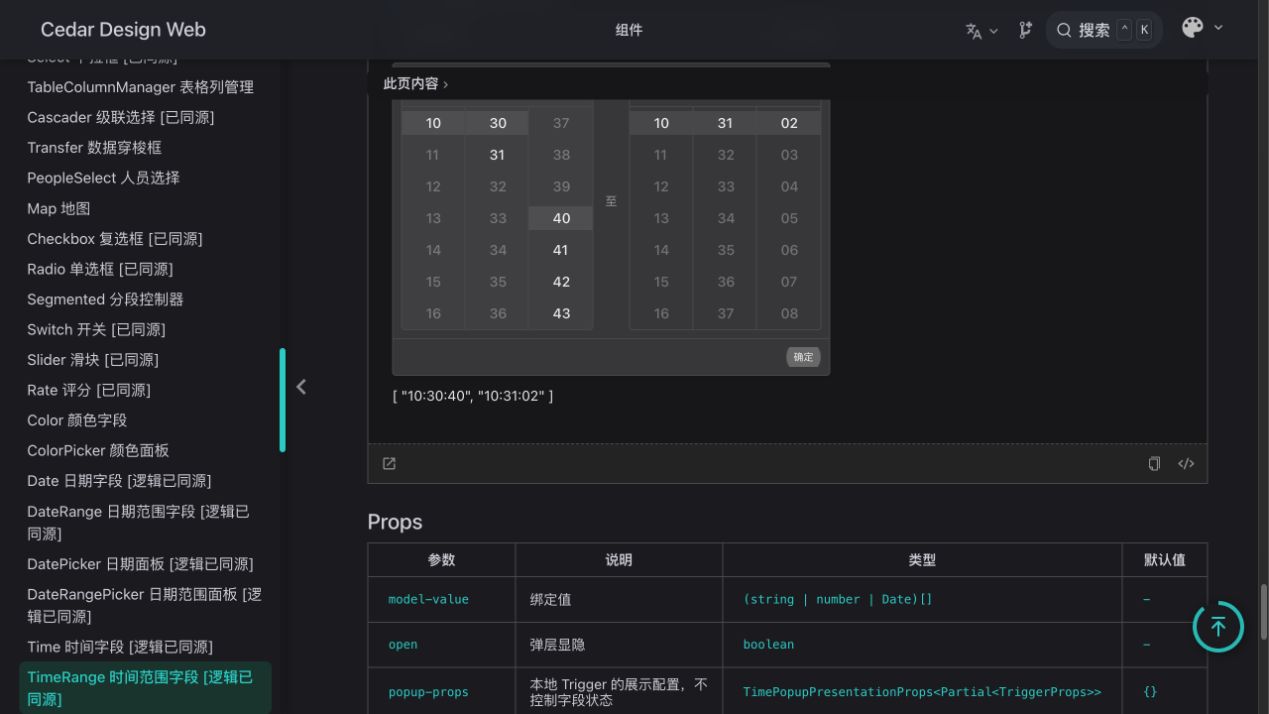 Cedar Design Web
组件
搜索 ^ K
Select 下拉框 [已同源]
TableColumnManager 表格列管理
Cascader 级联选择 [已同源]
Transfer 数据穿梭框
PeopleSelect 人员选择
Map 地图
Checkbox 复选框 [已同源]
Radio 单选框 [已同源]
Segmented 分段控制器
Switch 开关 [已同源]
Slider 滑块 [已同源]
Rate 评分 [已同源]
Color 颜色字段
ColorPicker 颜色面板
Date 日期字段 [逻辑已同源]
DateRange 日期范围字段 [逻辑已
同源]
DatePicker 日期面板 [逻辑已同源]
DateRangePicker 日期范围面板 [逻
辑已同源]
Time 时间字段 [逻辑已同源]
TimeRange 时间范围字段 [逻辑已
同源]
此页内容 ›
10 30 37 10 31 02
11 31 38 11 32 03
12 32 39 12 33 04
至
13 33 40 13 34 05
14 34 41 14 35 06
15 35 42 15 36 07
16 36 43 16 37 08
确定
[ "10:30:40", "10:31:02" ]
Props
参数 说明 类型 默认值
model-value 绑定值 (string | number | Date)[] –
open 弹层显隐 boolean –
popup-props 本地 Trigger 的展示配置，不 TimePopupPresentationProps<Partial<TriggerProps>> {}
控制字段状态